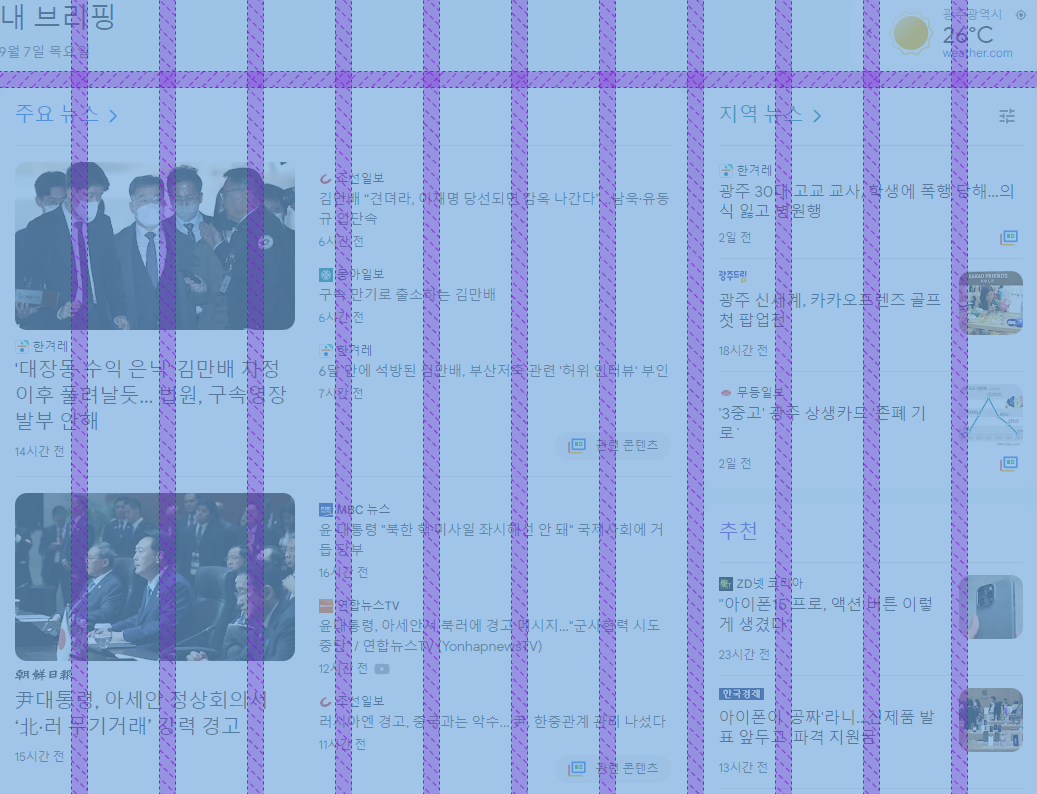 내 브리핑
9월 7일 목요일
광주광역시
26°C
weather.com
주요 뉴스
한겨레
'대장동 수익 은닉' 김만배 자정
이후 풀려날듯… 법원, 구속영장
발부 안해
14시간 전
조선일보
김만배 "견뎌라, 이재명 당선되면 감옥 나간다"…남욱·유동
규 입단속
6시간 전
동아일보
구속 만기로 출소하는 김만배
6시간 전
한겨레
6달 만에 석방된 김만배, 부산저축 관련 '허위 인터뷰' 부인
7시간 전
관련 콘텐츠
朝鮮日報
尹대통령, 아세안 정상회의서
‘北·러 무기거래’ 강력 경고
15시간 전
MBC 뉴스
윤 대통령 "북한 핵·미사일 좌시해선 안 돼" 국제사회에 거
듭 당부
16시간 전
연합뉴스TV
윤대통령, 아세안서 북러에 경고 메시지…"군사협력 시도
중단" / 연합뉴스TV (YonhapnewsTV)
12시간 전
조선일보
러시아엔 경고, 중국과는 악수… 尹, 한중관계 관리 나섰다
11시간 전
관련 콘텐츠
지역 뉴스
한겨레
광주 30대 고교 교사, 학생에 폭행 당해…의
식 잃고 병원행
2일 전
광주드림
광주 신세계, 카카오프렌즈 골프
첫 팝업전
18시간 전
KAKAO FRIENDS
GOLF
무등일보
'3중고' 광주 상생카드 '존폐 기
로'
2일 전
추천
ZD넷 코리아
"아이폰15 프로, 액션 버튼 이렇
게 생겼다"
23시간 전
한국경제
아이폰이 '공짜'라니…신제품 발
표 앞두고 파격 지원금
13시간 전